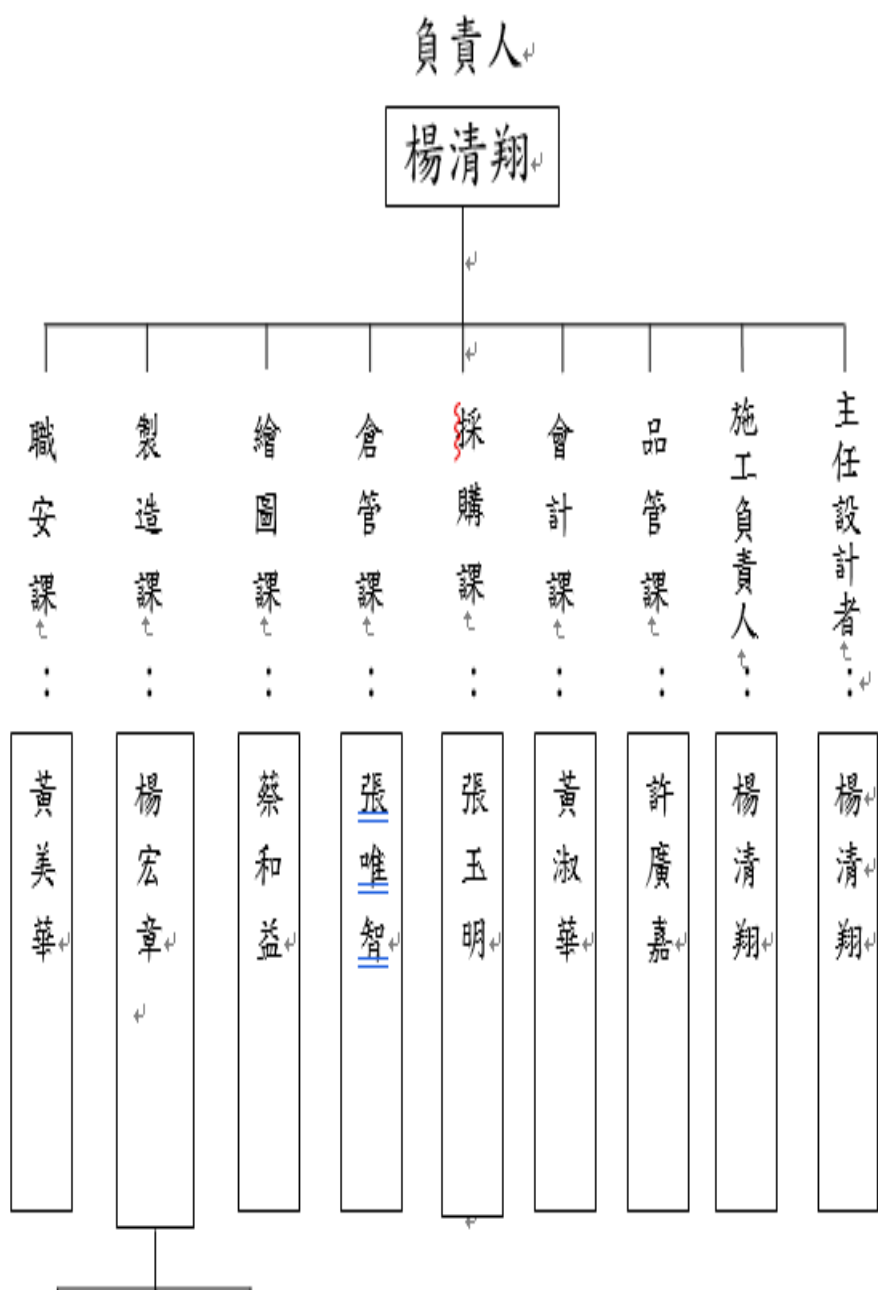 負責人
楊清翔
主任設計者：
楊清翔
施工負責人：
楊清翔
品管課：
許廣嘉
會計課：
黃淑華
採購課：
張玉明
倉管課：
張唯智
繪圖課：
蔡和益
製造課：
楊宏章
職安課：
黃美華